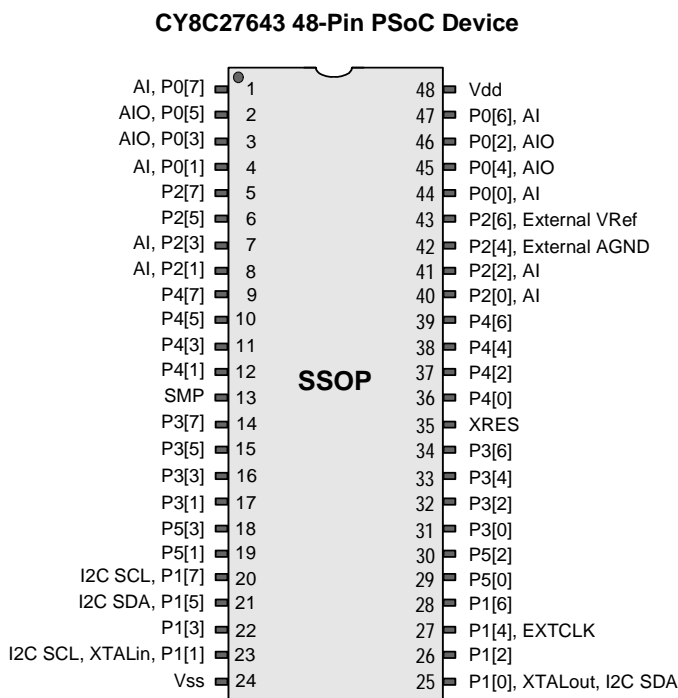 CY8C27643 48-Pin PSoC Device
AI, P0[7] 1 48 Vdd
AIO, P0[5] 2 47 P0[6], AI
AIO, P0[3] 3 46 P0[2], AIO
AI, P0[1] 4 45 P0[4], AIO
P2[7] 5 44 P0[0], AI
P2[5] 6 43 P2[6], External VRef
AI, P2[3] 7 42 P2[4], External AGND
AI, P2[1] 8 41 P2[2], AI
P4[7] 9 40 P2[0], AI
P4[5] 10 39 P4[6]
P4[3] 11 38 P4[4]
P4[1] 12 SSOP 37 P4[2]
SMP 13 36 P4[0]
P3[7] 14 35 XRES
P3[5] 15 34 P3[6]
P3[3] 16 33 P3[4]
P3[1] 17 32 P3[2]
P5[3] 18 31 P3[0]
P5[1] 19 30 P5[2]
I2C SCL, P1[7] 20 29 P5[0]
I2C SDA, P1[5] 21 28 P1[6]
P1[3] 22 27 P1[4], EXTCLK
I2C SCL, XTALin, P1[1] 23 26 P1[2]
Vss 24 25 P1[0], XTALout, I2C SDA